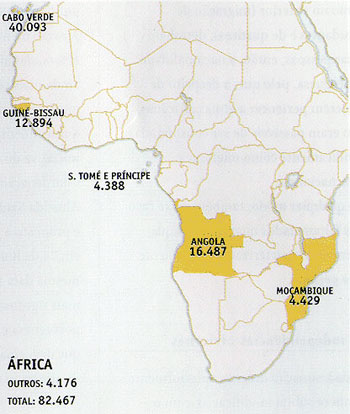 CABO VERDE
40.093
GUINÉ-BISSAU
12.894
S. TOMÉ E PRÍNCIPE
4.388
ANGOLA
16.487
MOÇAMBIQUE
4.429
ÁFRICA
OUTROS: 4.176
TOTAL: 82.467